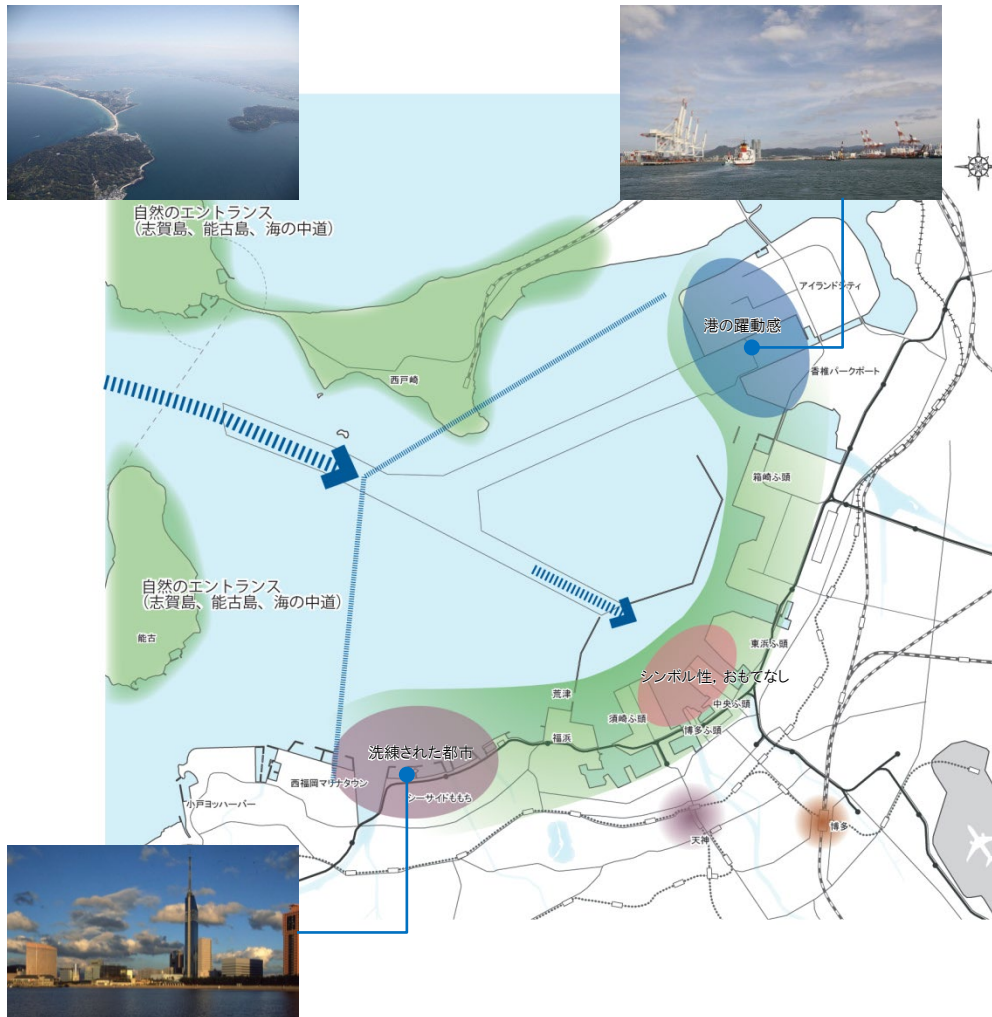 自然のエントランス
(志賀島、能古島、海の中道)
アイランドシティ
港の躍動感
香椎パークポート
西戸崎
箱崎ふ頭
自然のエントランス
(志賀島、能古島、海の中道)
能古
東浜ふ頭
シンボル性，おもてなし
荒津
中央ふ頭
須崎ふ頭
博多ふ頭
福浜
洗練された都市
西福岡マリナタウン
シーサイドももち
小戸ヨッハーバー
天神
博多